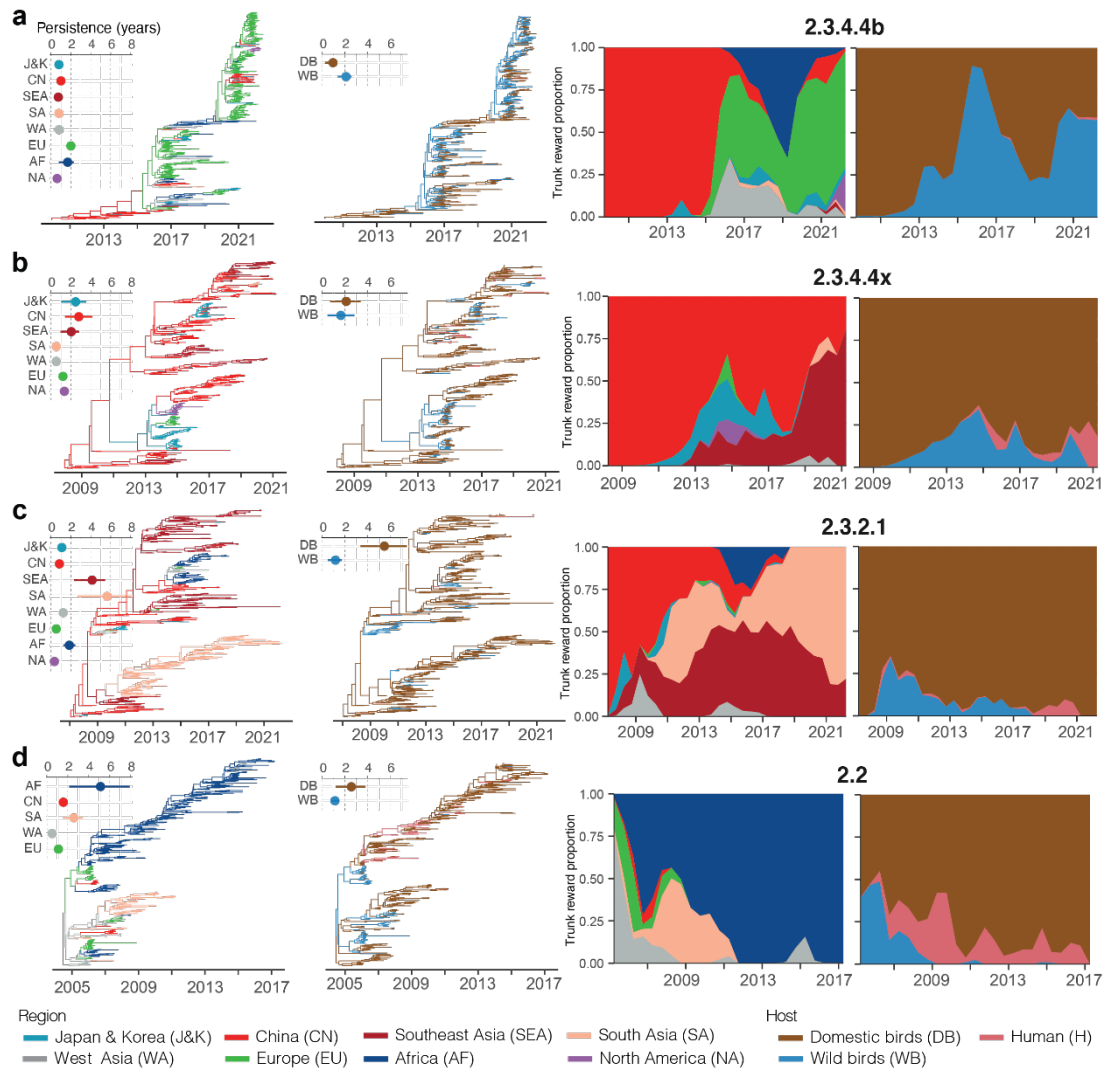 a
Persistence (years)
0 2 4 6 8
J&K
CN
SEA
SA
WA
EU
AF
NA
2013 2017 2021
0 2 4 6
DB
WB
2013 2017 2021
2.3.4.4b
Trunk reward proportion
1.00
0.75
0.50
0.25
0.00
2013 2017 2021
2013 2017 2021
b
0 2 4 6 8
J&K
CN
SEA
SA
WA
EU
NA
2009 2013 2017 2021
0 2 4 6
DB
WB
2009 2013 2017 2021
2.3.4.4x
Trunk reward proportion
1.00
0.75
0.50
0.25
0.00
2009 2013 2017 2021
2009 2013 2017 2021
c
0 2 4 6 8
J&K
CN
SEA
SA
WA
EU
AF
NA
2009 2013 2017 2021
0 2 4 6
DB
WB
2009 2013 2017 2021
2.3.2.1
Trunk reward proportion
1.00
0.75
0.50
0.25
0.00
2009 2013 2017 2021
2009 2013 2017 2021
d
0 2 4 6 8
AF
CN
SA
WA
EU
2005 2009 2013 2017
0 2 4 6
DB
WB
2005 2009 2013 2017
2.2
Trunk reward proportion
1.00
0.75
0.50
0.25
0.00
2009 2013 2017
2009 2013 2017
Region
Japan & Korea (J&K) China (CN) Southeast Asia (SEA) South Asia (SA)
West Asia (WA) Europe (EU) Africa (AF) North America (NA)
Host
Domestic birds (DB) Human (H)
Wild birds (WB)